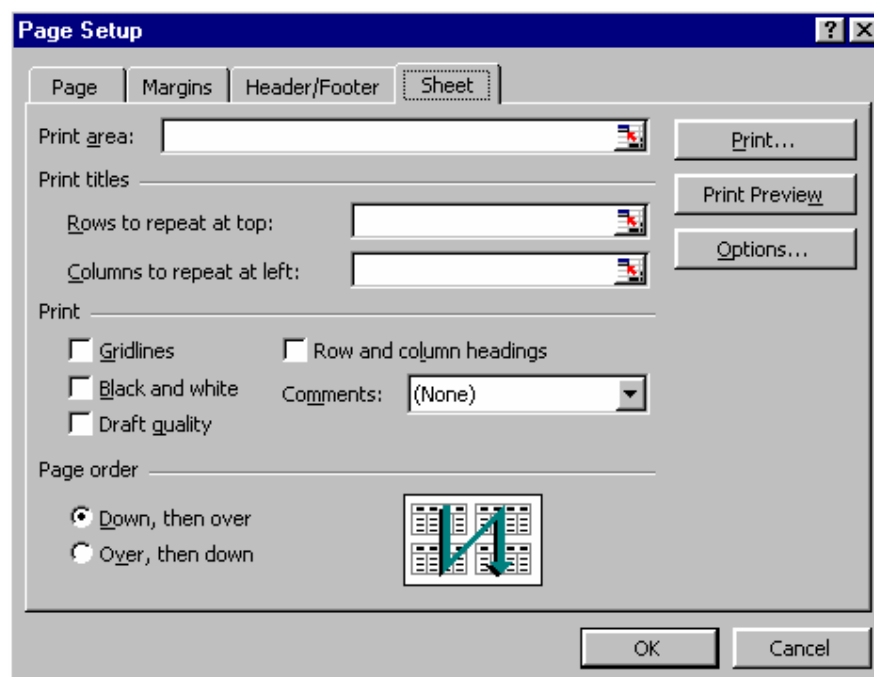 Page Setup
Page Margins Header/Footer Sheet
Print area:
Print...
Print titles
Print Preview
Rows to repeat at top:
Options...
Columns to repeat at left:
Print
Gridlines Row and column headings
Black and white Comments: (None)
Draft quality
Page order
Down, then over
Over, then down
OK Cancel